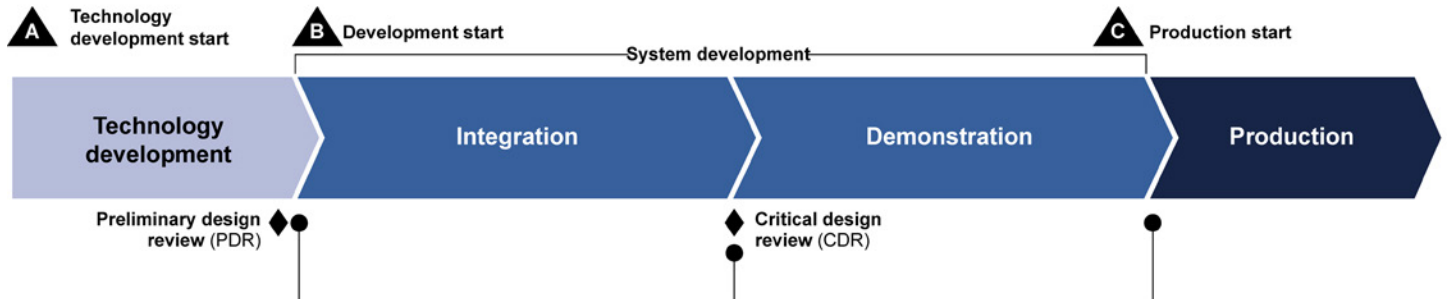 A
Technology
development start
B
Development start
C
Production start
System development
Technology
development
Integration
Demonstration
Production
Preliminary design
review (PDR)
Critical design
review (CDR)